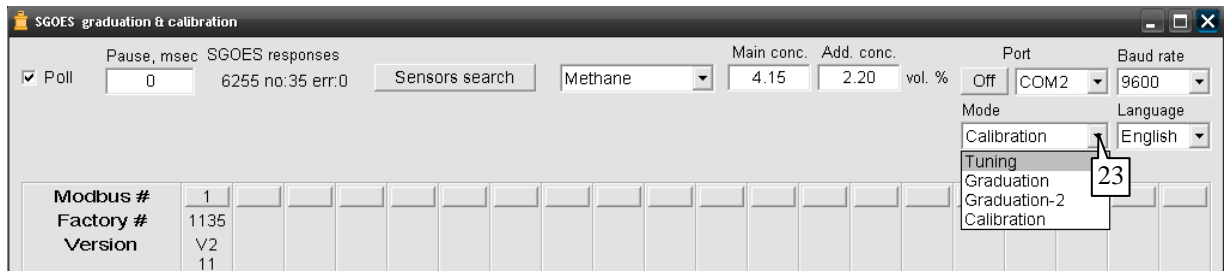 SGOES graduation & calibration
Pause, msec SGOES responses Main conc. Add. conc. Port Baud rate
Poll 0 6255 no:35 err:0 Sensors search Methane 4.15 2.20 vol. % Off COM2 9600
Mode Language
Calibration English
Tuning
Graduation
Graduation-2
Calibration
23
Modbus # 1
Factory # 1135
Version V2
11